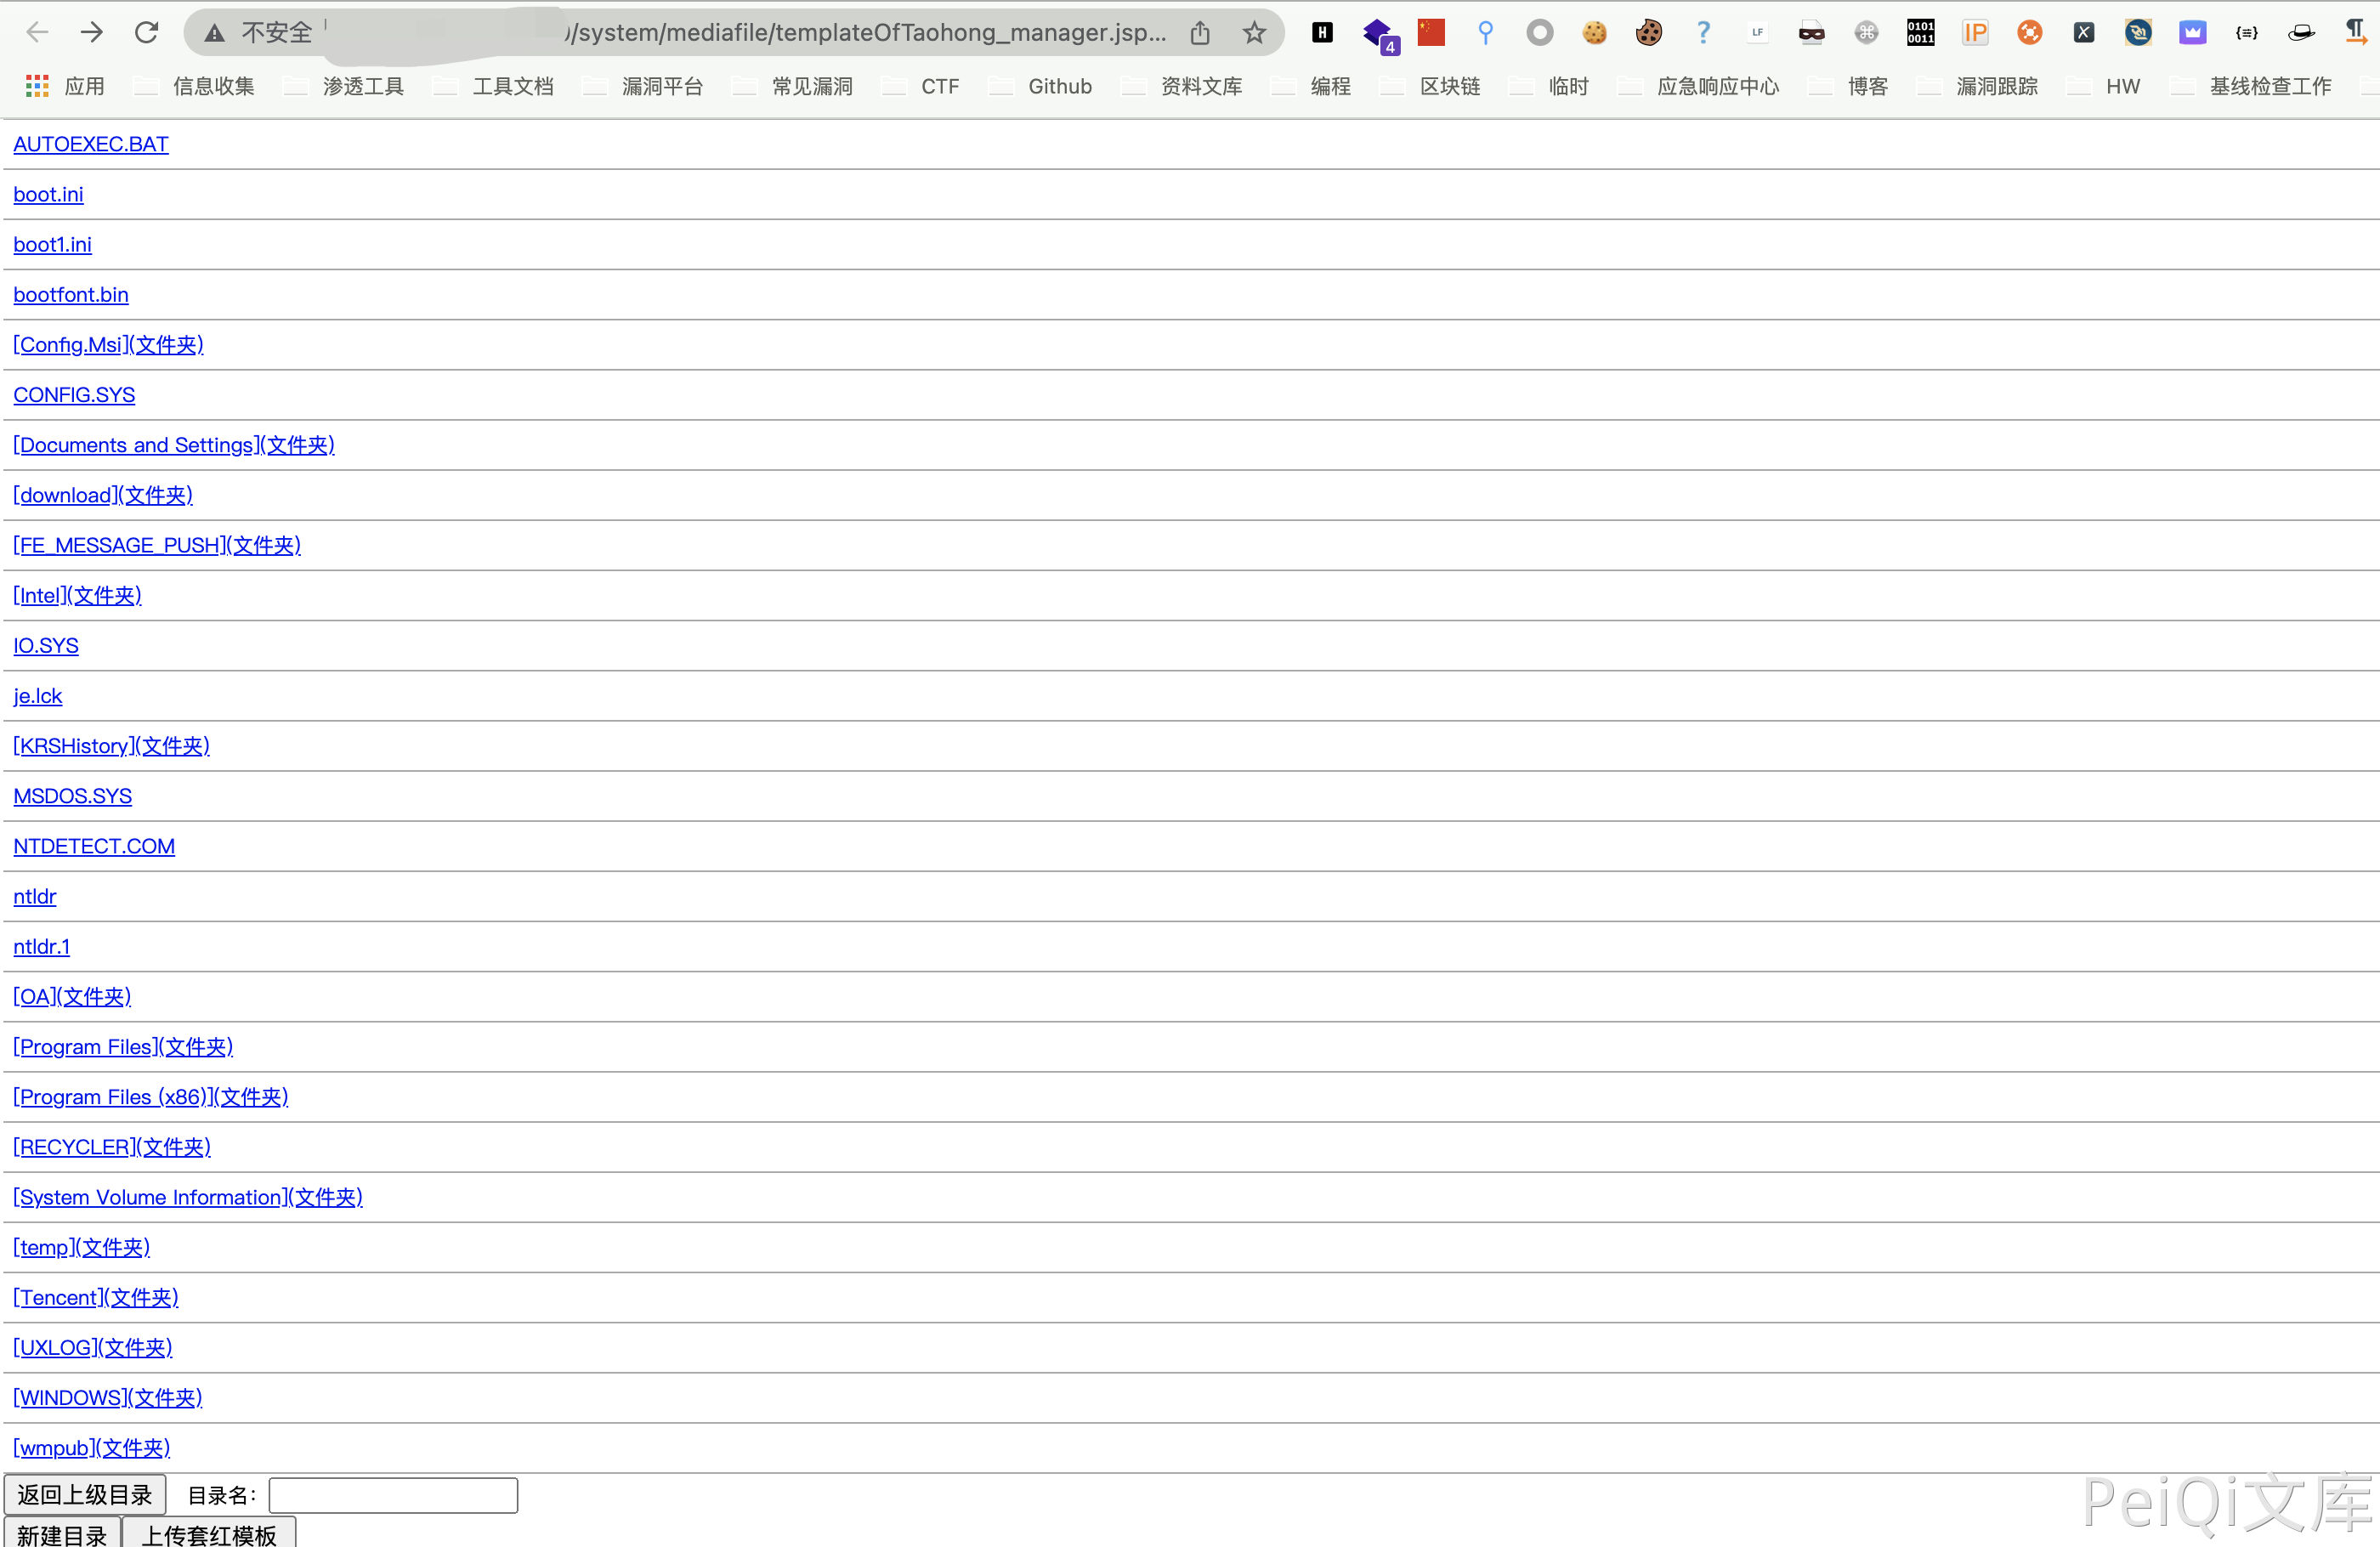 不安全 /system/mediafile/templateOfTaohong_manager.jsp...
应用 信息收集 渗透工具 工具文档 漏洞平台 常见漏洞 CTF Github 资料文库 编程 区块链 临时 应急响应中心 博客 漏洞跟踪 HW 基线检查工作
AUTOEXEC.BAT
boot.ini
boot1.ini
bootfont.bin
[Config.Msi](文件夹)
CONFIG.SYS
[Documents and Settings](文件夹)
[download](文件夹)
[FE_MESSAGE_PUSH](文件夹)
[Intel](文件夹)
IO.SYS
je.lck
[KRSHistory](文件夹)
MSDOS.SYS
NTDETECT.COM
ntldr
ntldr.1
[OA](文件夹)
[Program Files](文件夹)
[Program Files (x86)](文件夹)
[RECYCLER](文件夹)
[System Volume Information](文件夹)
[temp](文件夹)
[Tencent](文件夹)
[UXLOG](文件夹)
[WINDOWS](文件夹)
[wmpub](文件夹)
返回上级目录 目录名:
新建目录 上传套红模板
PeiQi文库